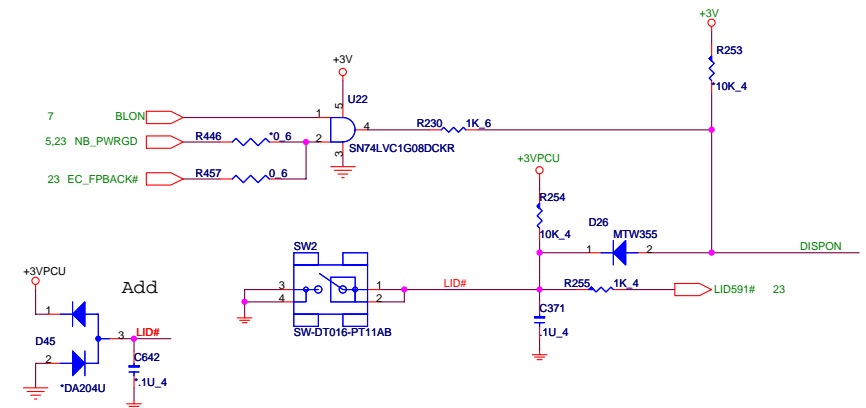 +3V
R253
*10K_4
+3V
5
U22
7 BLON
1
4
R230 1K_6
5,23 NB_PWRGD
R446 *0_6
2
SN74LVC1G08DCKR
3
23 EC_FPBACK#
R457 0_6
+3VPCU
R254
10K_4
D26
MTW355
1
2
DISPON
SW2
3
1
4
2
LID#
R255 1K_4
LID591# 23
SW-DT016-PT11AB
C371
.1U_4
+3VPCU
Add
1
3
LID#
D45
2
C642
*.1U_4
*DA204U